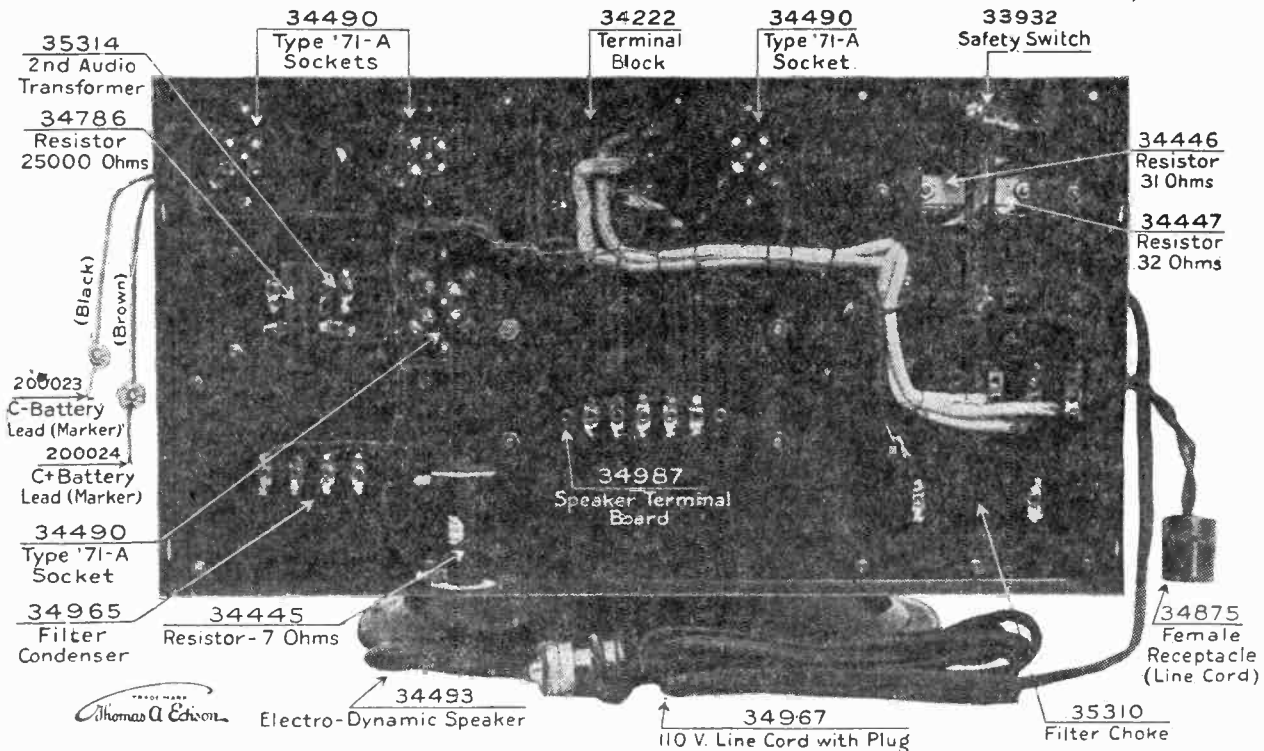 34490
Type '71-A
Sockets
34222
Terminal
Block
34490
Type '71-A
Socket.
33932
Safety Switch
35314
2nd Audio
Transformer
34786
Resistor
25000 Ohms
34446
Resistor
31 Ohms
34447
Resistor
32 Ohms
(Black)
(Brown)
200023
C-Battery
Lead (Marker)
200024
C+Battery
Lead (Marker)
34987
Speaker Terminal
Board
34490
Type '71-A
Socket
34965
Filter
Condenser
34445
Resistor-7 Ohms
34875
Female
Receptacle
(Line Cord)
TRADE MARK
Thomas A Edison
34493
Electro-Dynamic Speaker
34967
110 V. Line Cord with Plug
35310
Filter Choke